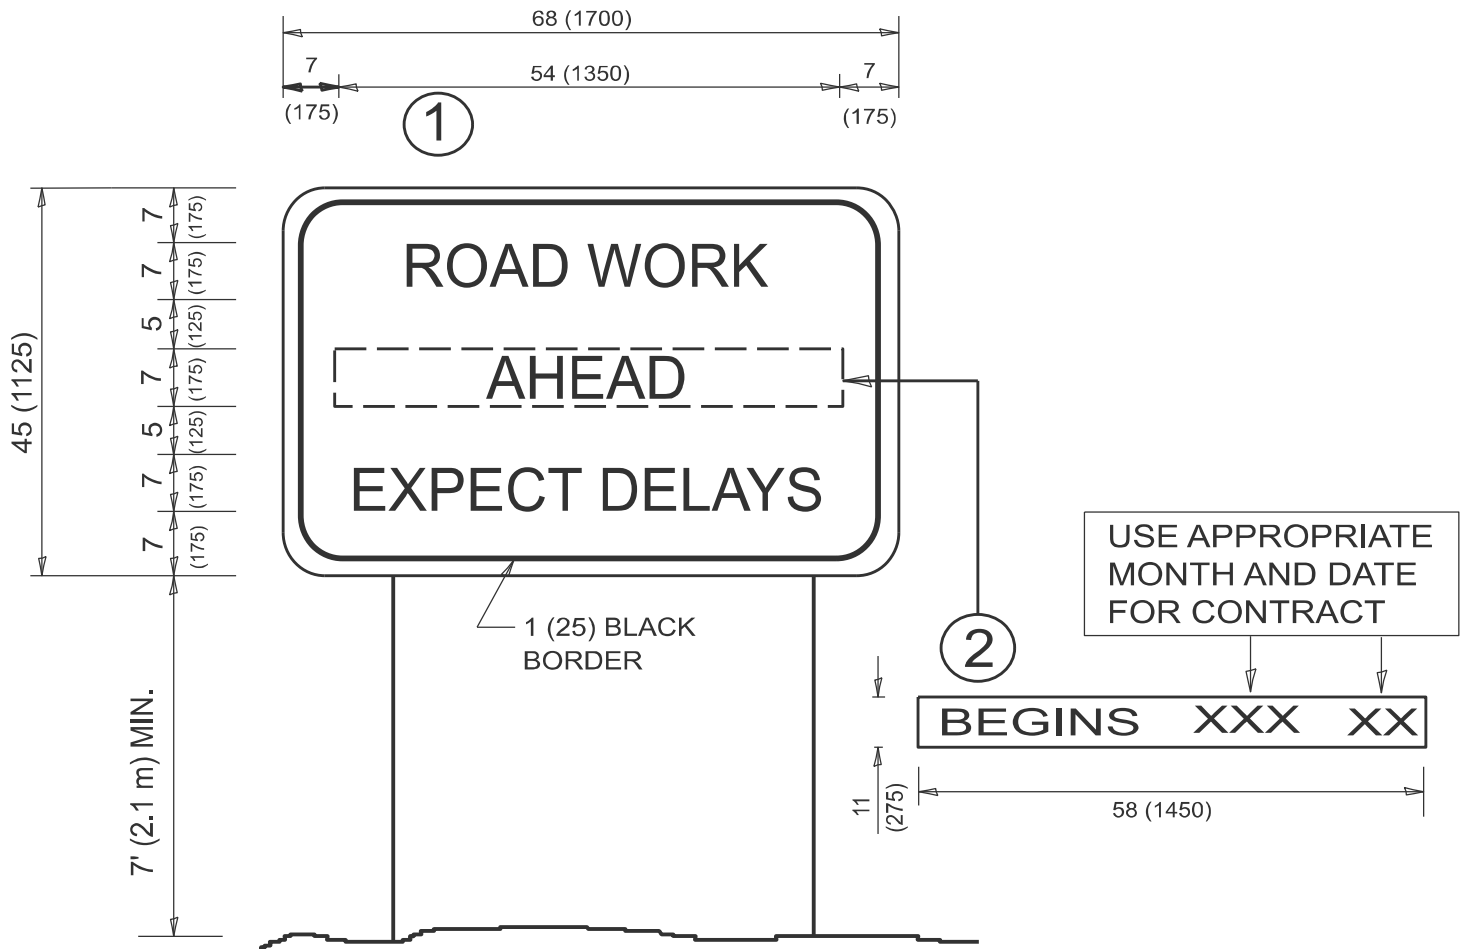 68 (1700)
7
54 (1350)
7
(175)
(175)
1
45 (1125)
7
(175)
7
(175)
5
(125)
7
(175)
5
(125)
7
(175)
7
(175)
ROAD WORK
AHEAD
EXPECT DELAYS
1 (25) BLACK
BORDER
7' (2.1 m) MIN.
2
USE APPROPRIATE
MONTH AND DATE
FOR CONTRACT
BEGINS XXX XX
11
(275)
58 (1450)